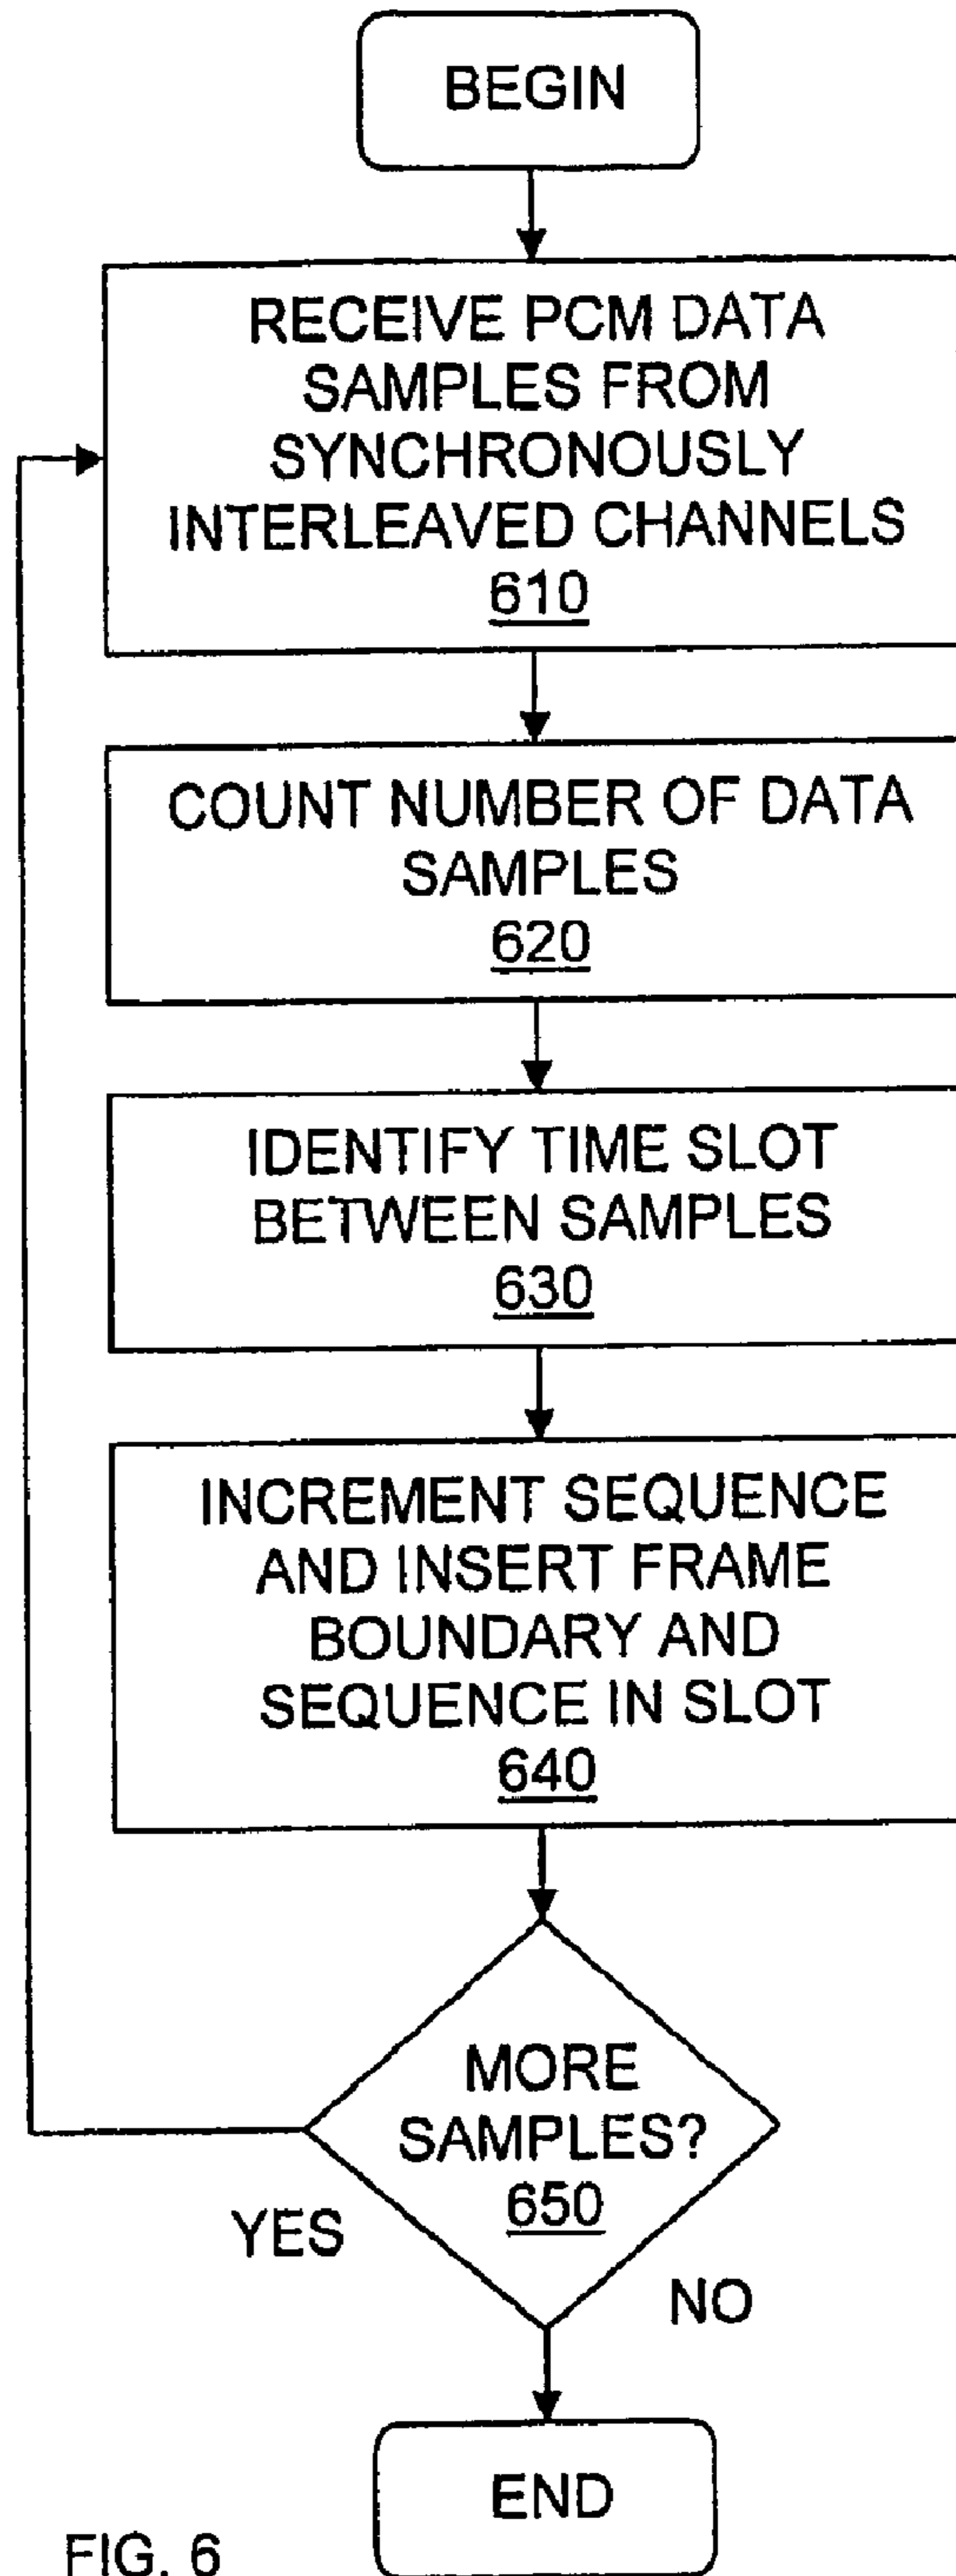 BEGIN
RECEIVE PCM DATA
SAMPLES FROM
SYNCHRONOUSLY
INTERLEAVED CHANNELS
610
COUNT NUMBER OF DATA
SAMPLES
620
IDENTIFY TIME SLOT
BETWEEN SAMPLES
630
INCREMENT SEQUENCE
AND INSERT FRAME
BOUNDARY AND
SEQUENCE IN SLOT
640
MORE
SAMPLES?
650
YES
NO
END
FIG. 6